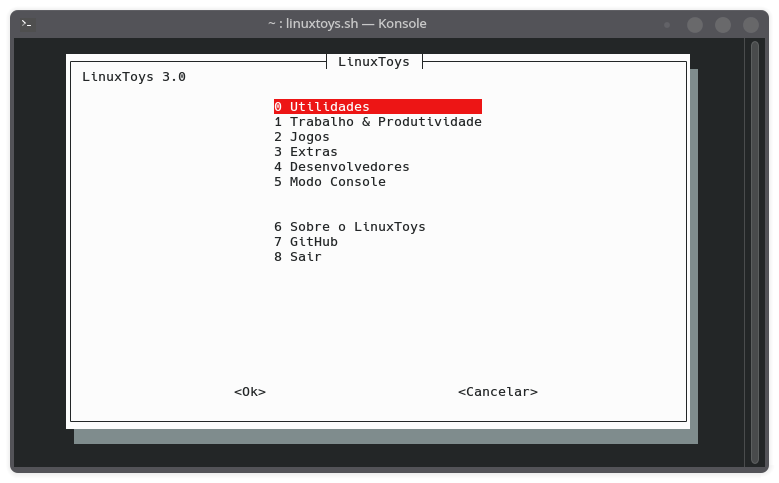 ~ : linuxtoys.sh — Konsole
LinuxToys
LinuxToys 3.0
0 Utilidades
1 Trabalho & Produtividade
2 Jogos
3 Extras
4 Desenvolvedores
5 Modo Console
6 Sobre o LinuxToys
7 GitHub
8 Sair
<Ok> <Cancelar>